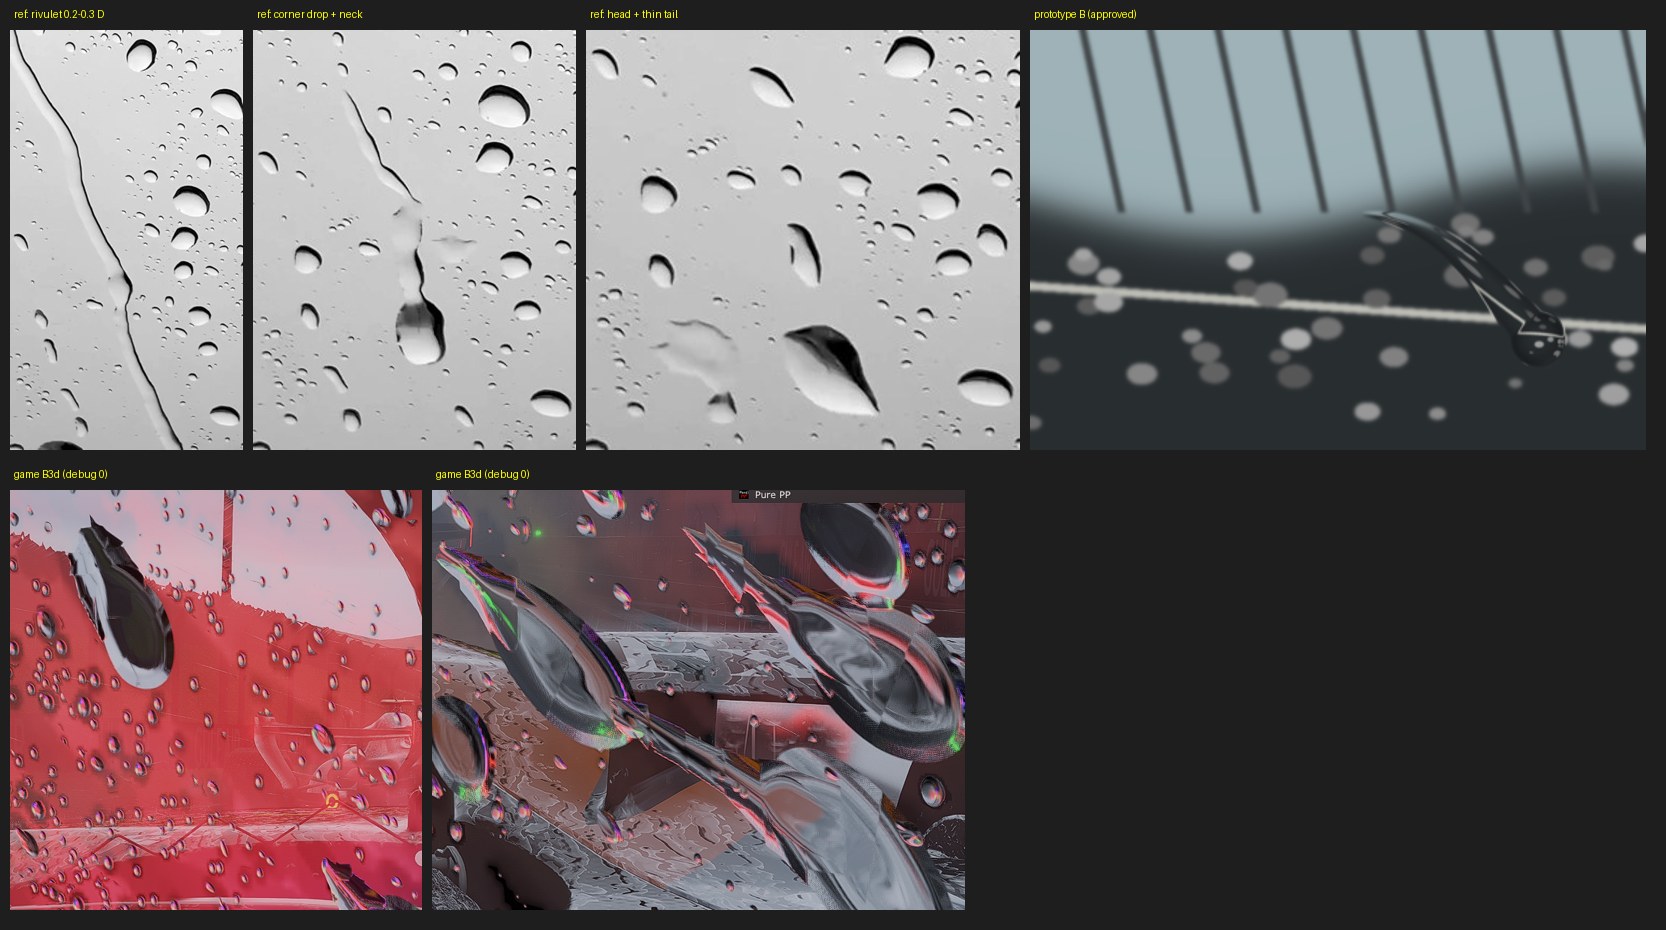 ref: rivulet 0.2-0.3 D
ref: corner drop + neck
ref: head + thin tail
prototype B (approved)
game B3d (debug 0)
game B3d (debug 0)
Pure PP